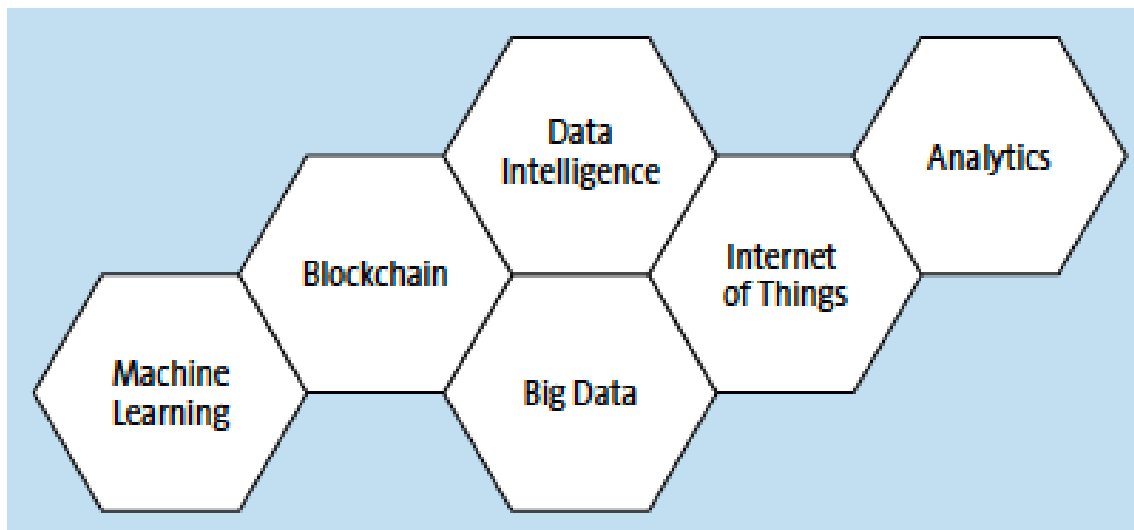 Data
Intelligence
Analytics
Blockchain
Internet
of Things
Machine
Learning
Big Data